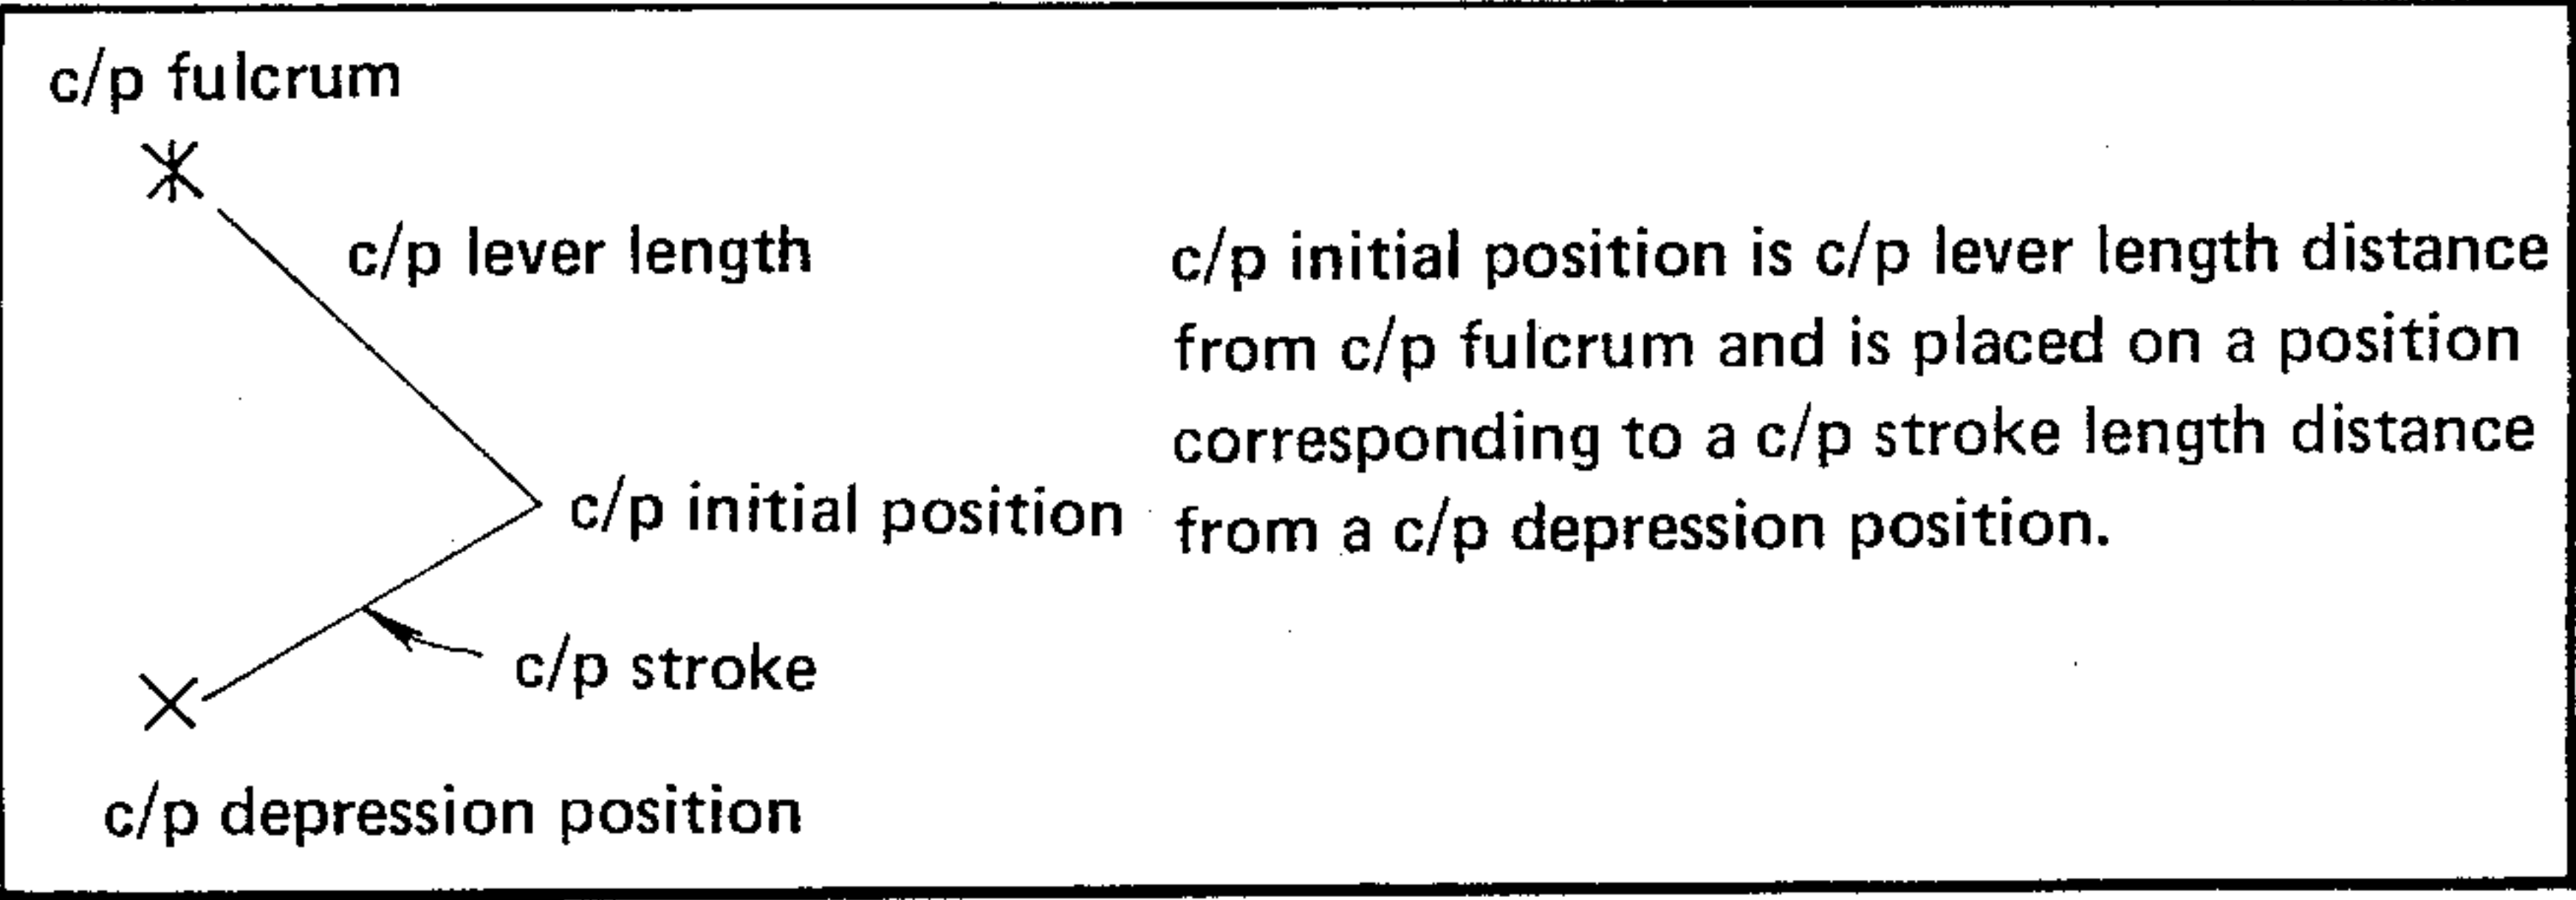 c/p fulcrum
c/p lever length
c/p initial position
c/p stroke
c/p depression position
c/p initial position is c/p lever length distance
from c/p fulcrum and is placed on a position
corresponding to a c/p stroke length distance
from a c/p depression position.